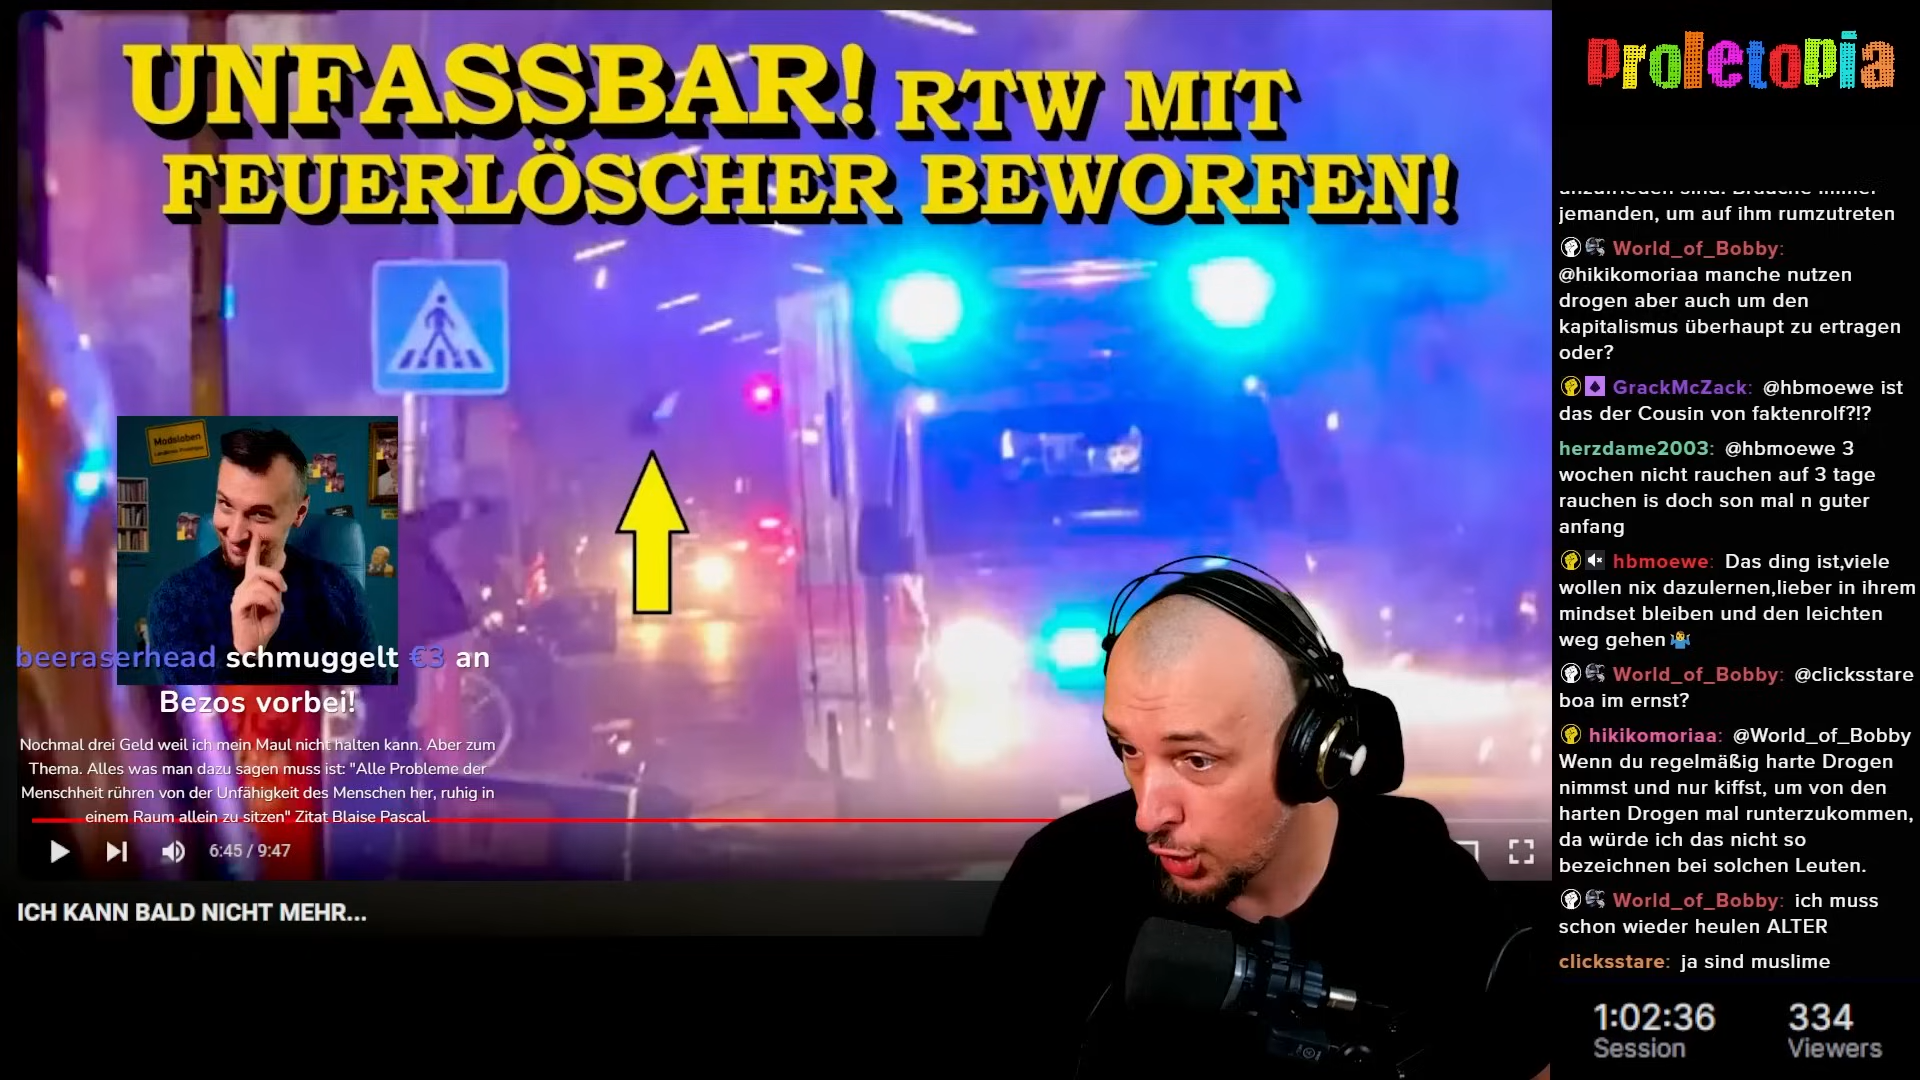 UNFASSBAR! RTW MIT
FEUERLÖSCHER BEWORFEN!
beeraserhead schmuggelt €3 an
Bezos vorbei!
Nochmal drei Geld weil ich mein Maul nicht halten kann. Aber zum
Thema. Alles was man dazu sagen muss ist: "Alle Probleme der
Menschheit rühren von der Unfähigkeit des Menschen her, ruhig in
einem Raum allein zu sitzen" Zitat Blaise Pascal.
6:45 / 9:47
ICH KANN BALD NICHT MEHR...
Proletopia
jemanden, um auf ihm rumzutreten
World_of_Bobby:
@hikikomoriaa manche nutzen
drogen aber auch um den
kapitalismus überhaupt zu ertragen
oder?
GrackMcZack: @hbmoewe ist
das der Cousin von faktenrolf?!?
herzdame2003: @hbmoewe 3
wochen nicht rauchen auf 3 tage
rauchen is doch son mal n guter
anfang
hbmoewe: Das ding ist,viele
wollen nix dazulernen,lieber in ihrem
mindset bleiben und den leichten
weg gehen🤷‍♂️
World_of_Bobby: @clicksstare
boa im ernst?
hikikomoriaa: @World_of_Bobby
Wenn du regelmäßig harte Drogen
nimmst und nur kiffst, um von den
harten Drogen mal runterzukommen,
da würde ich das nicht so
bezeichnen bei solchen Leuten.
World_of_Bobby: ich muss
schon wieder heulen ALTER
clicksstare: ja sind muslime
1:02:36
Session
334
Viewers